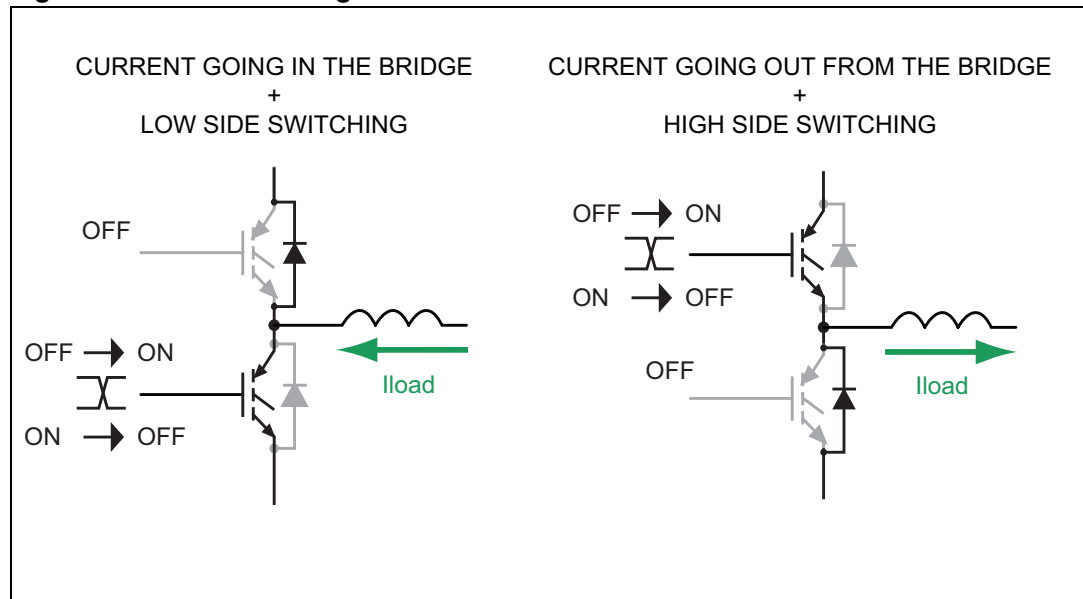 CURRENT GOING IN THE BRIDGE
+
LOW SIDE SWITCHING
OFF
OFF ON
ON OFF
Iload
CURRENT GOING OUT FROM THE BRIDGE
+
HIGH SIDE SWITCHING
OFF ON
ON OFF
OFF
Iload